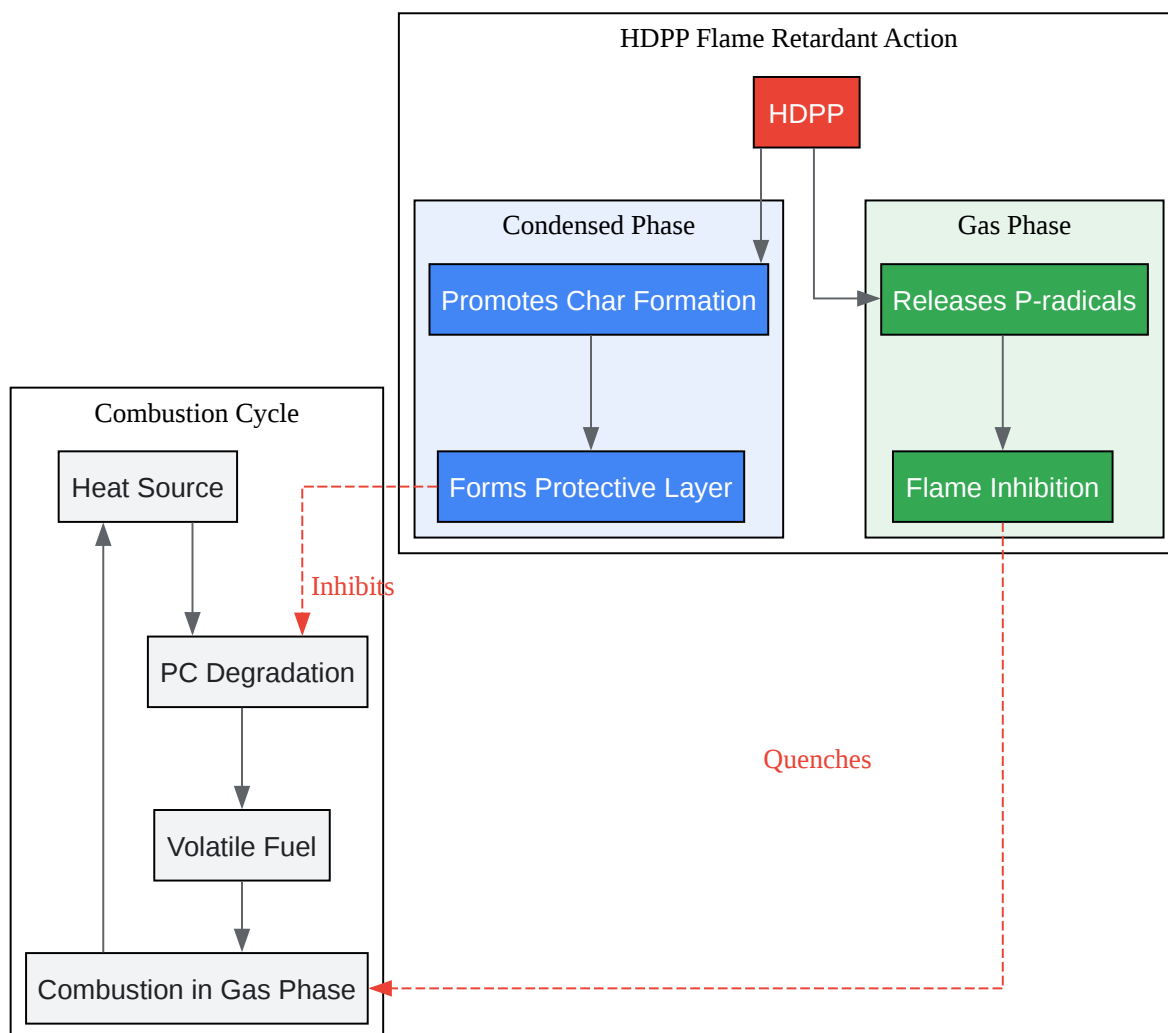 HDPP Flame Retardant Action
HDPP
Condensed Phase
Gas Phase
Promotes Char Formation
Releases P-radicals
Combustion Cycle
Heat Source
Forms Protective Layer
Flame Inhibition
Inhibits
PC Degradation
Quenches
Volatile Fuel
Combustion in Gas Phase